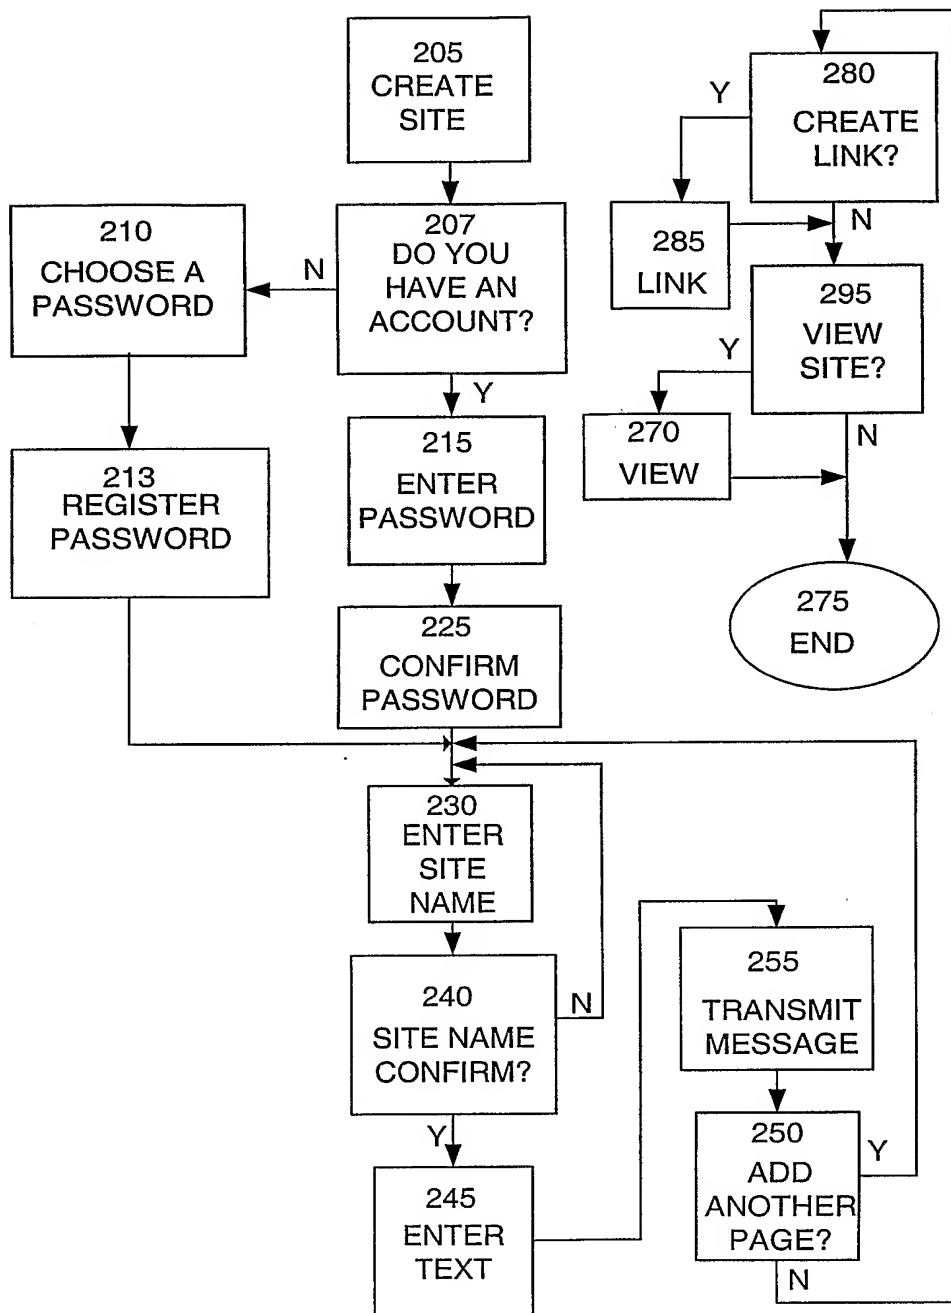 205
CREATE
SITE
207
DO YOU
HAVE AN
ACCOUNT?
N
Y
210
CHOOSE A
PASSWORD
213
REGISTER
PASSWORD
215
ENTER
PASSWORD
225
CONFIRM
PASSWORD
230
ENTER
SITE
NAME
240
SITE NAME
CONFIRM?
N
Y
245
ENTER
TEXT
255
TRANSMIT
MESSAGE
250
ADD
ANOTHER
PAGE?
Y
N
280
CREATE
LINK?
Y
N
285
LINK
295
VIEW
SITE?
Y
N
270
VIEW
275
END